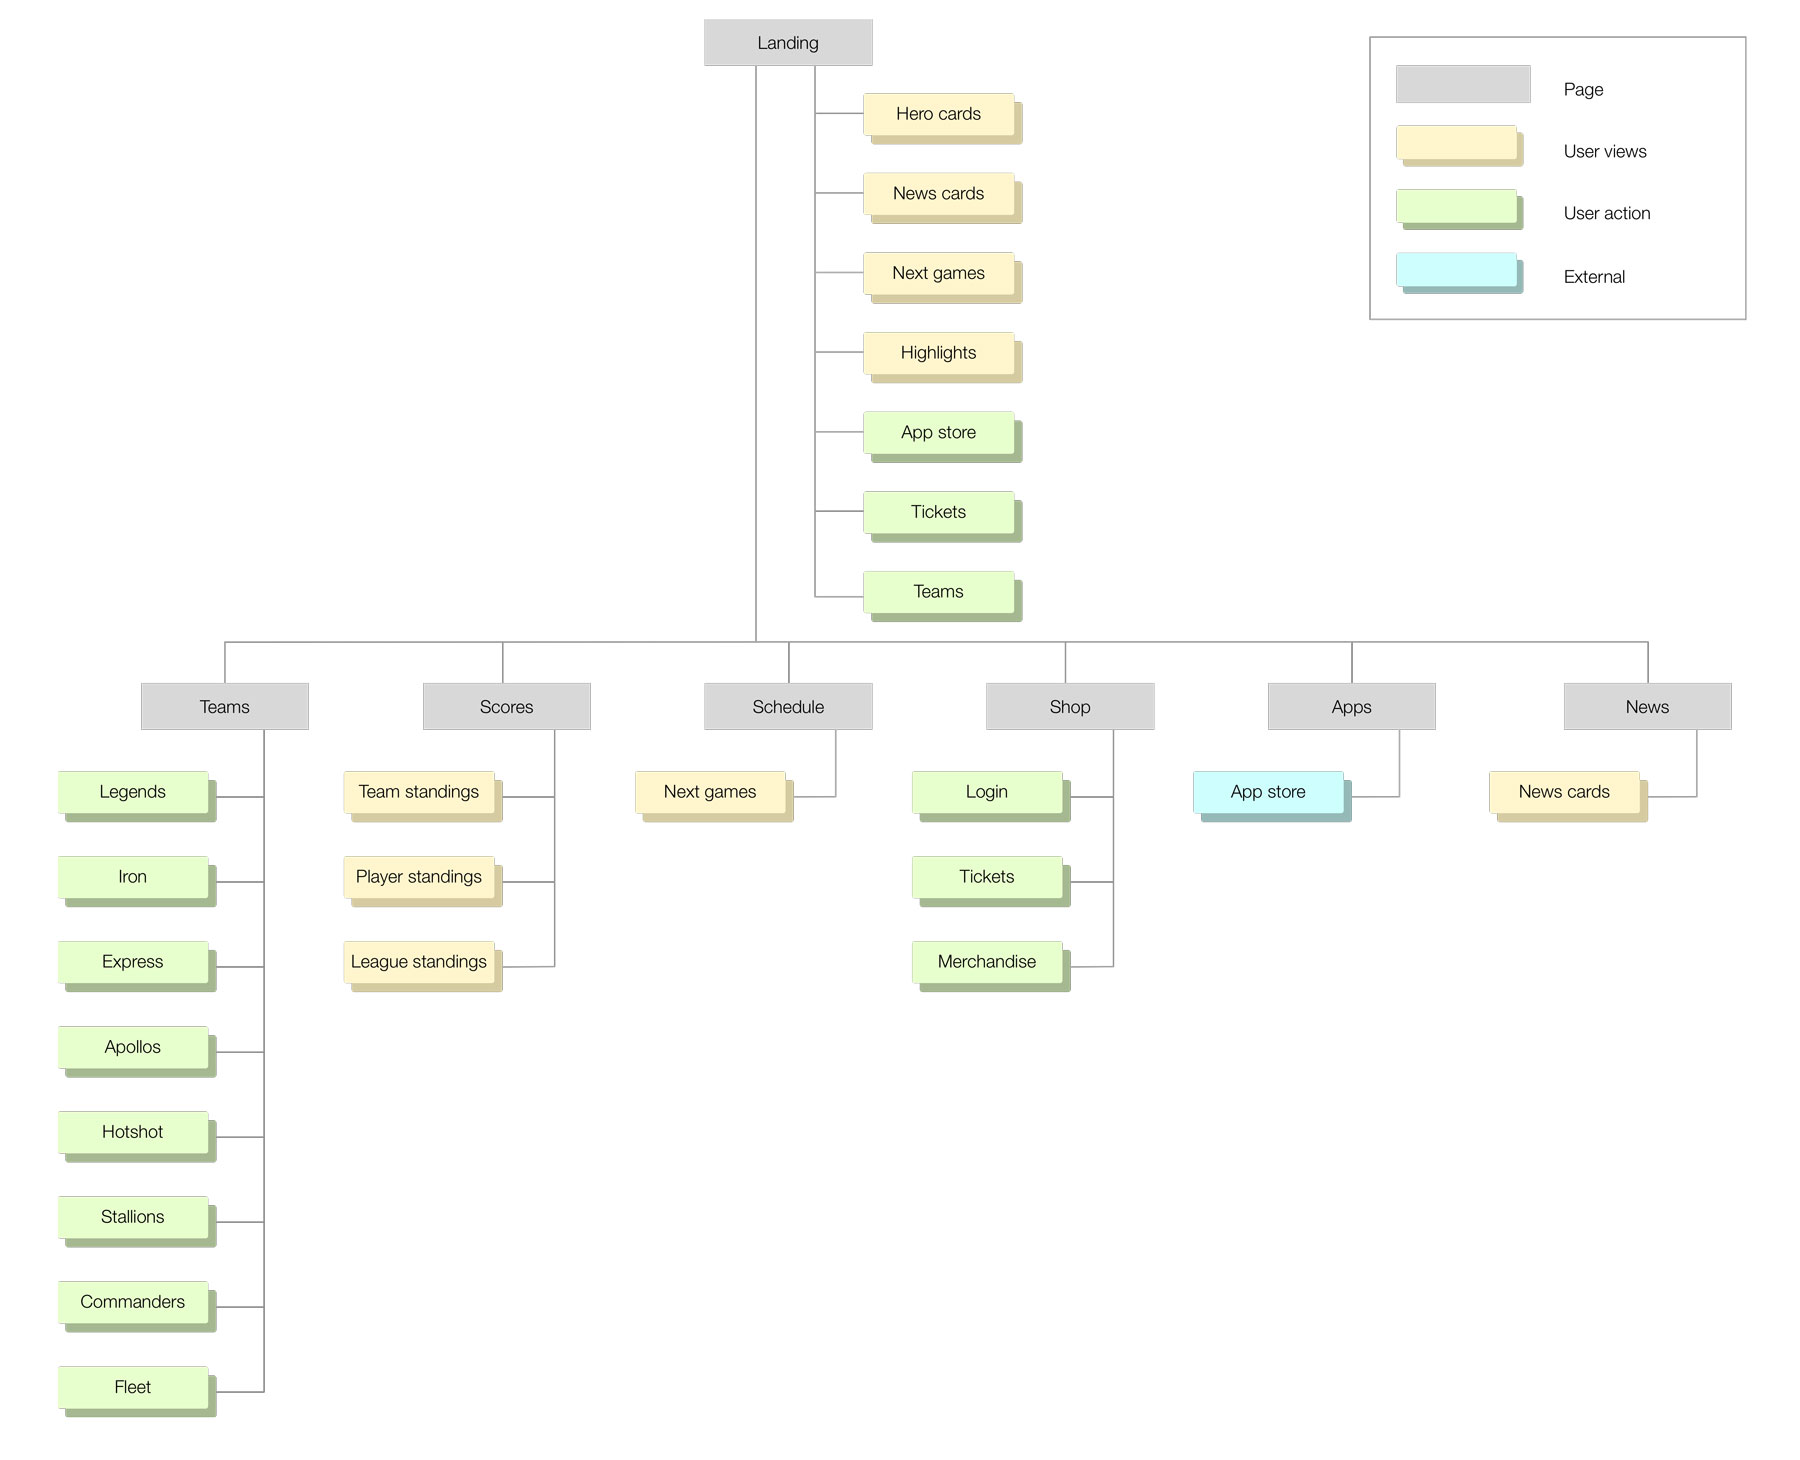 Landing
Hero cards
News cards
Next games
Highlights
App store
Tickets
Teams
Page
User views
User action
External
Teams
Scores
Schedule
Shop
Apps
News
Legends
Iron
Express
Apollos
Hotshot
Stallions
Commanders
Fleet
Team standings
Player standings
League standings
Next games
Login
Tickets
Merchandise
App store
News cards